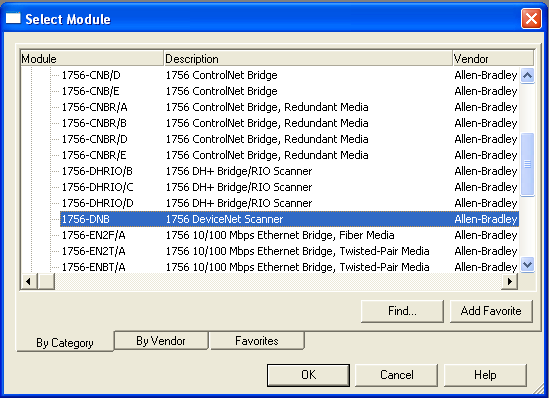 Select Module
Module Description Vendor
1756-CNB/D 1756 ControlNet Bridge Allen-Bradley
1756-CNB/E 1756 ControlNet Bridge Allen-Bradley
1756-CNBR/A 1756 ControlNet Bridge, Redundant Media Allen-Bradley
1756-CNBR/B 1756 ControlNet Bridge, Redundant Media Allen-Bradley
1756-CNBR/D 1756 ControlNet Bridge, Redundant Media Allen-Bradley
1756-CNBR/E 1756 ControlNet Bridge, Redundant Media Allen-Bradley
1756-DHRIO/B 1756 DH+ Bridge/RIO Scanner Allen-Bradley
1756-DHRIO/C 1756 DH+ Bridge/RIO Scanner Allen-Bradley
1756-DHRIO/D 1756 DH+ Bridge/RIO Scanner Allen-Bradley
1756-DNB 1756 DeviceNet Scanner Allen-Bradley
1756-EN2F/A 1756 10/100 Mbps Ethernet Bridge, Fiber Media Allen-Bradley
1756-EN2T/A 1756 10/100 Mbps Ethernet Bridge, Twisted-Pair Media Allen-Bradley
1756-ENBT/A 1756 10/100 Mbps Ethernet Bridge, Twisted-Pair Media Allen-Bradley
Find... Add Favorite
By Category By Vendor Favorites
OK Cancel Help